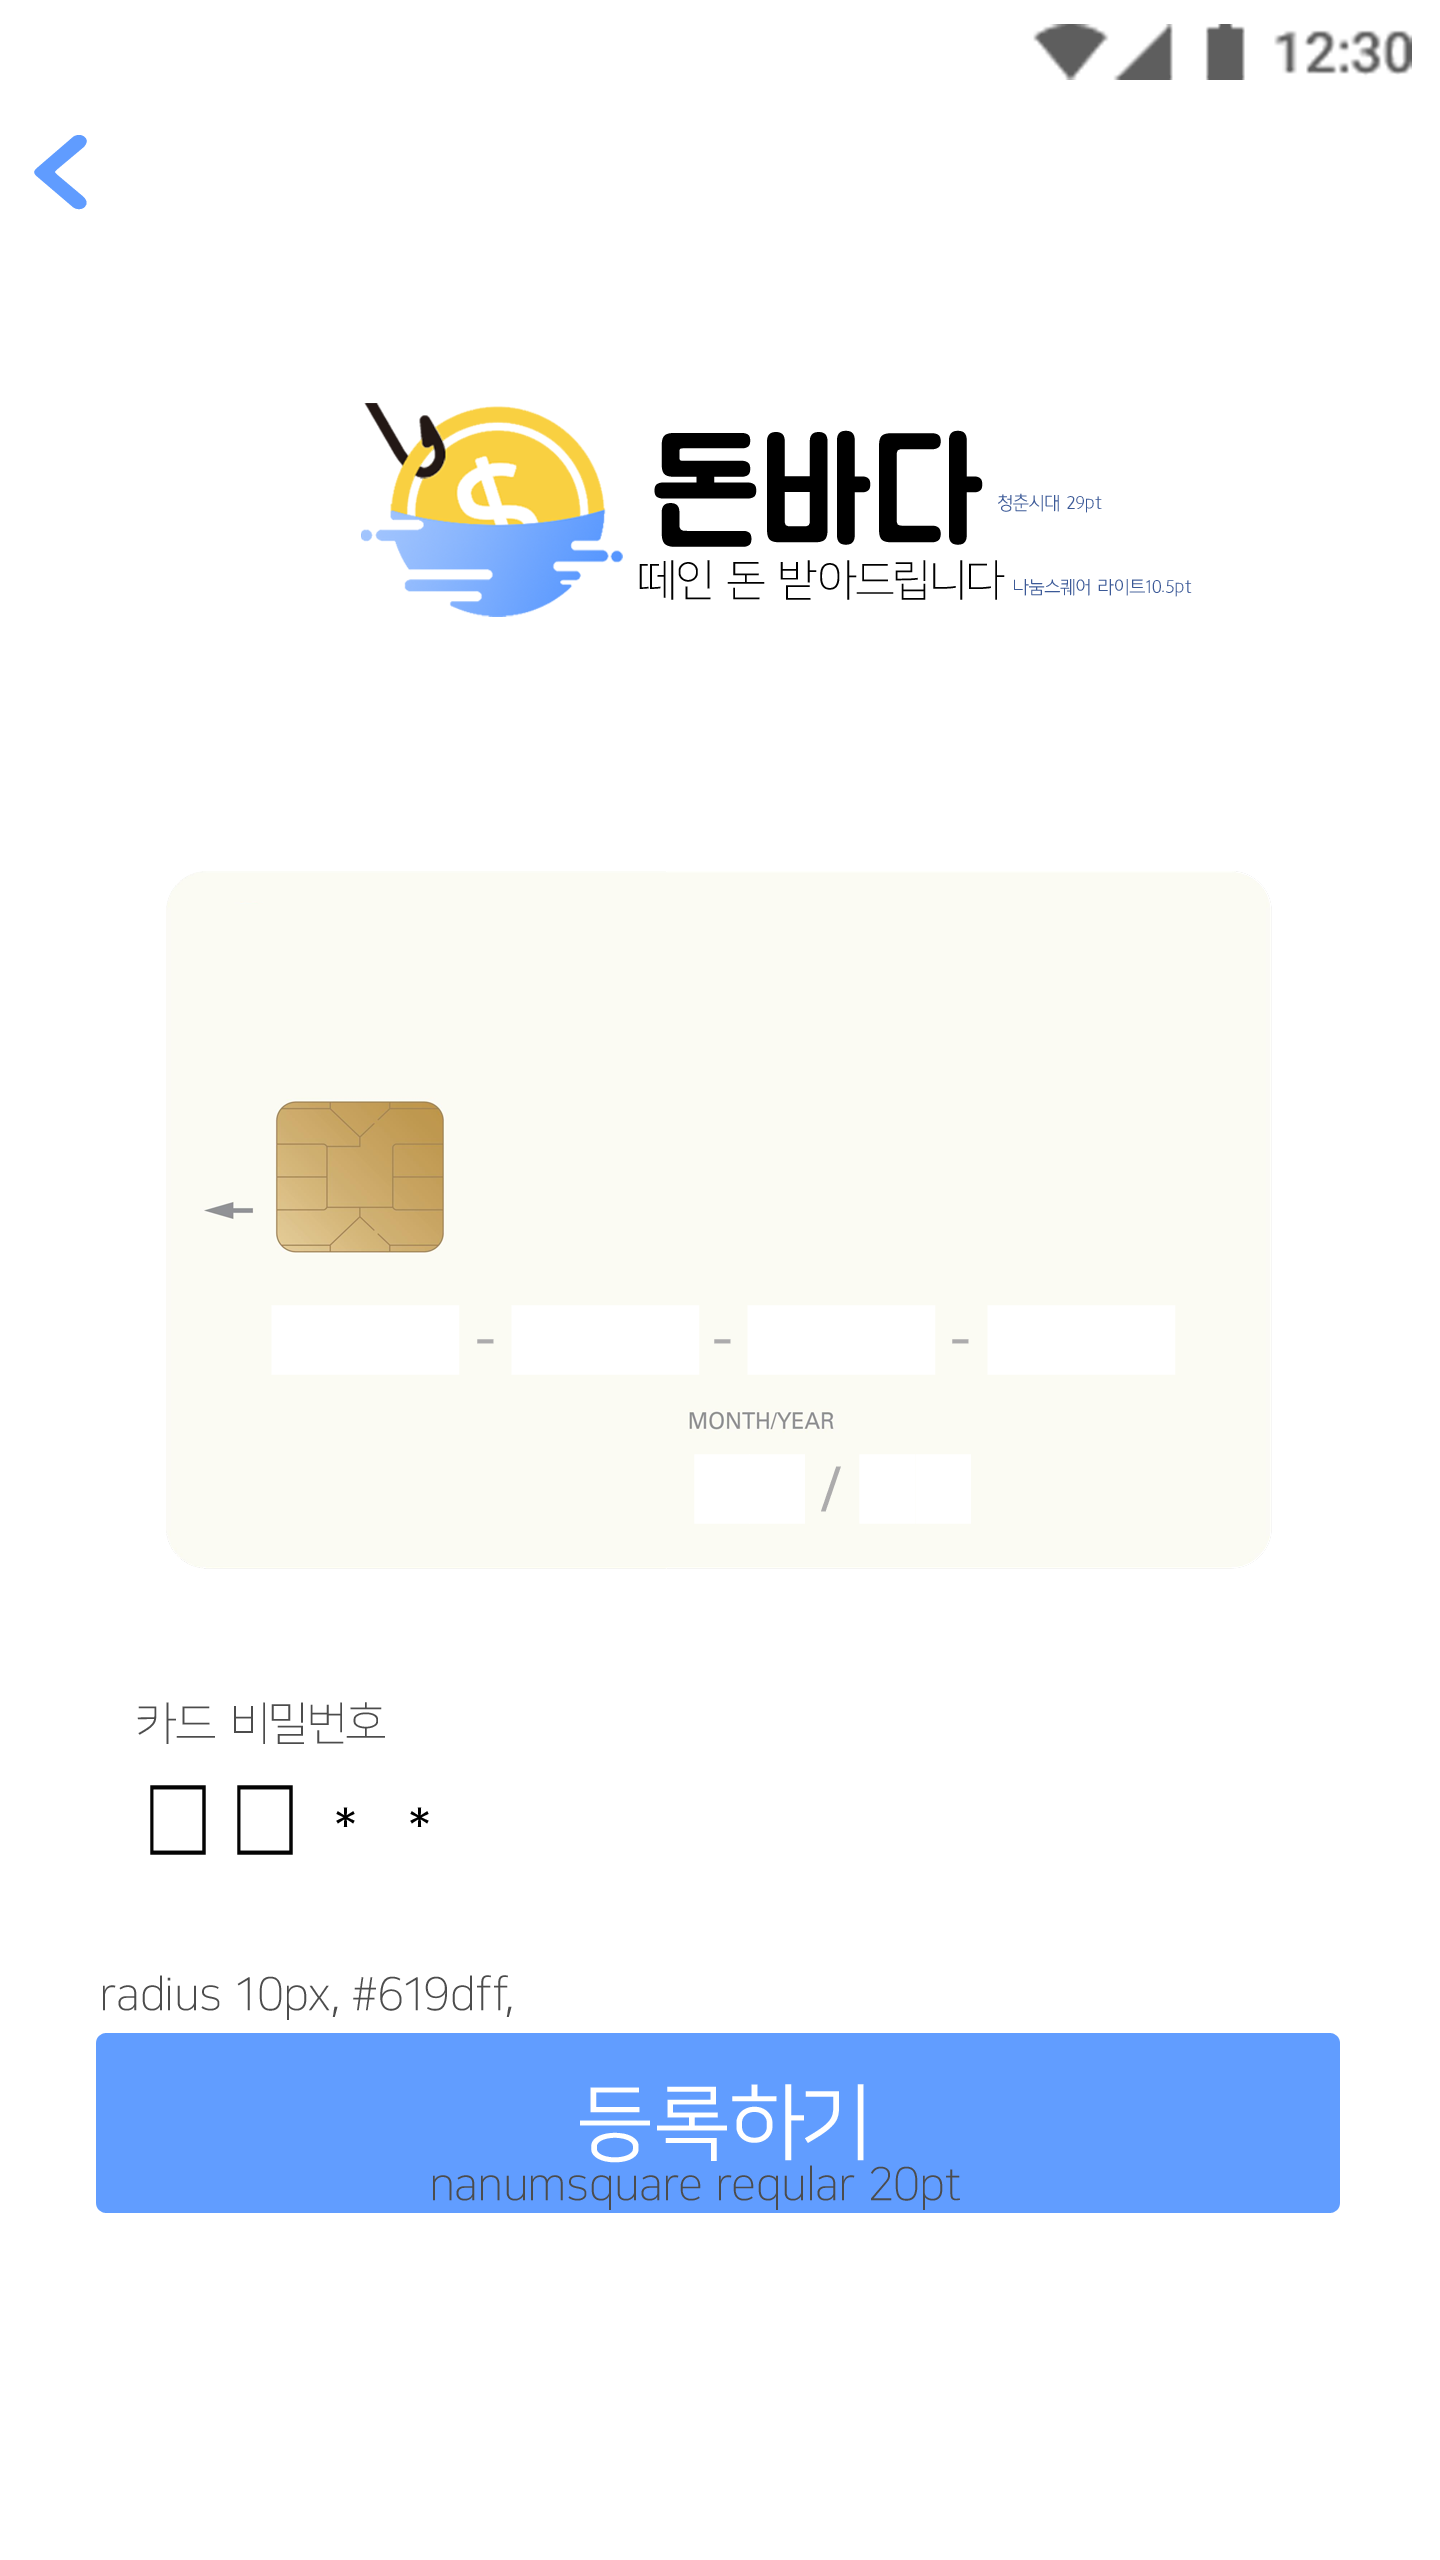 12:30
돈바다
청춘시대 29pt
떼인 돈 받아드립니다
나눔스퀘어 라이트10.5pt
- - -
MONTH/YEAR
/
카드 비밀번호
* *
radius 10px, #619dff,
등록하기
nanumsquare reqular 20pt